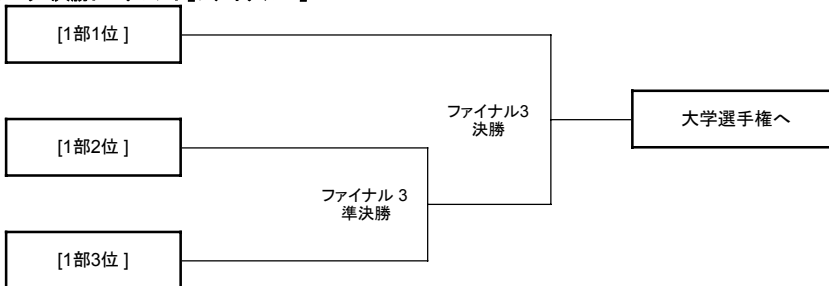 [1部1位 ]
ファイナル3
決勝
大学選手権へ
[1部2位 ]
ファイナル 3
準決勝
[1部3位 ]